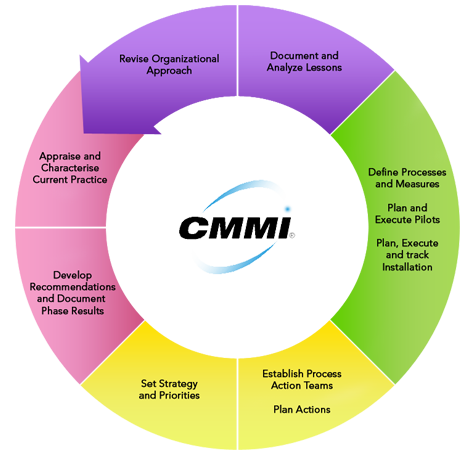 Revise Organizational
Approach
Document and
Analyze Lessons
Define Processes
and Measures
Plan and
Execute Pilots
Plan, Execute
and track
Installation
Establish Process
Action Teams
Plan Actions
Set Strategy
and Priorities
Develop
Recommendations
and Document
Phase Results
Appraise and
Characterise
Current Practice
CMMI